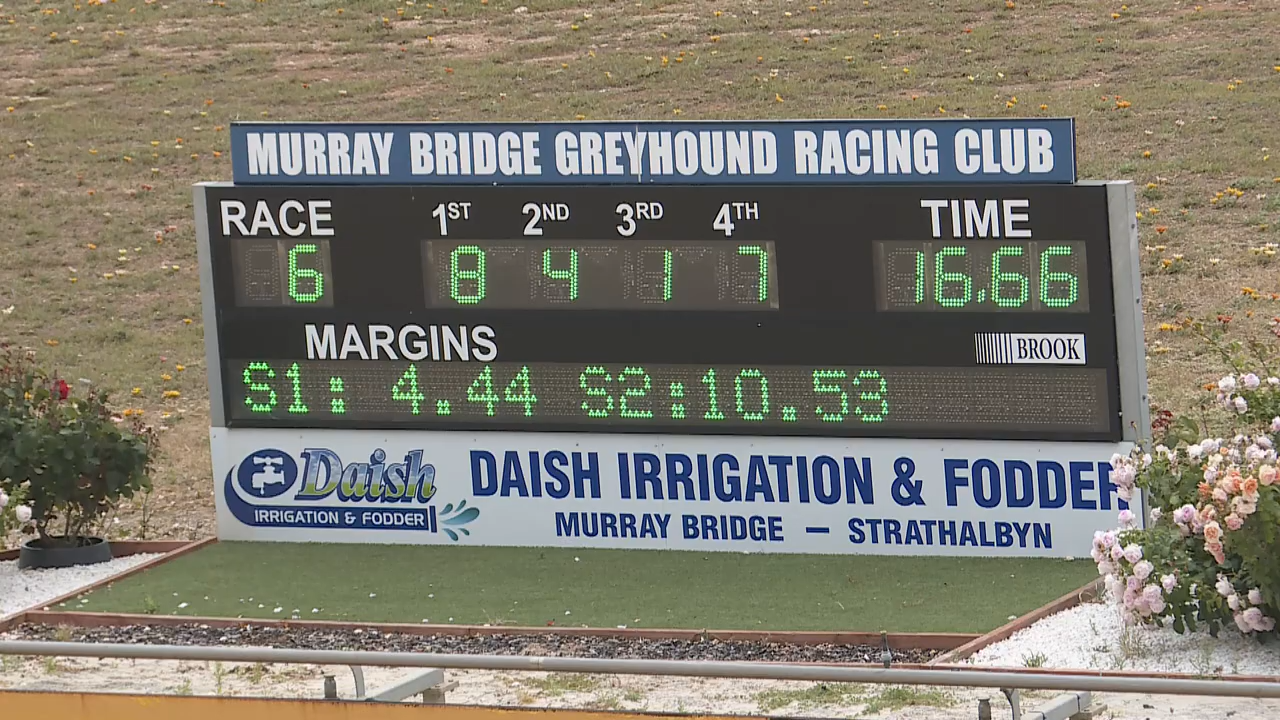 MURRAY BRIDGE GREYHOUND RACING CLUB
RACE 1ST 2ND 3RD 4TH TIME
6 8 4 1 7 16.66
MARGINS BROOK
S1: 4.44 S2:10.59
Daish
IRRIGATION & FODDER
DAISH IRRIGATION & FODDER
MURRAY BRIDGE — STRATHALBYN